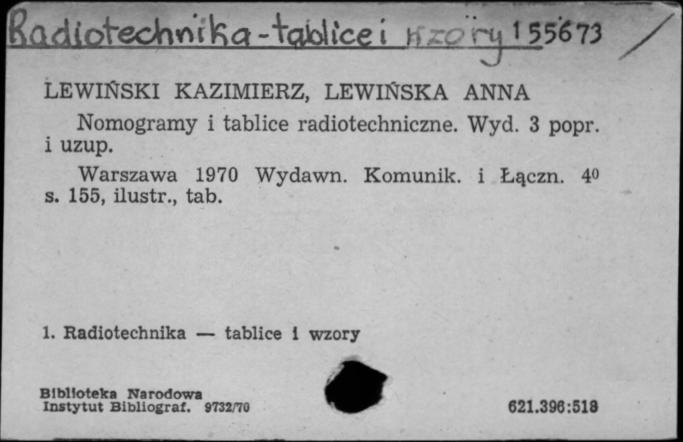 Radiotechnika - tablice i wzory 155673
LEWIŃSKI KAZIMIERZ, LEWIŃSKA ANNA
Nomogramy i tablice radiotechniczne. Wyd. 3 popr.
i uzup.
Warszawa 1970 Wydawn. Komunik. i Łączn. 4⁰
s. 155, ilustr., tab.
1. Radiotechnika — tablice i wzory
Biblioteka Narodowa
Instytut Bibliograf. 9732/70
621.396:518